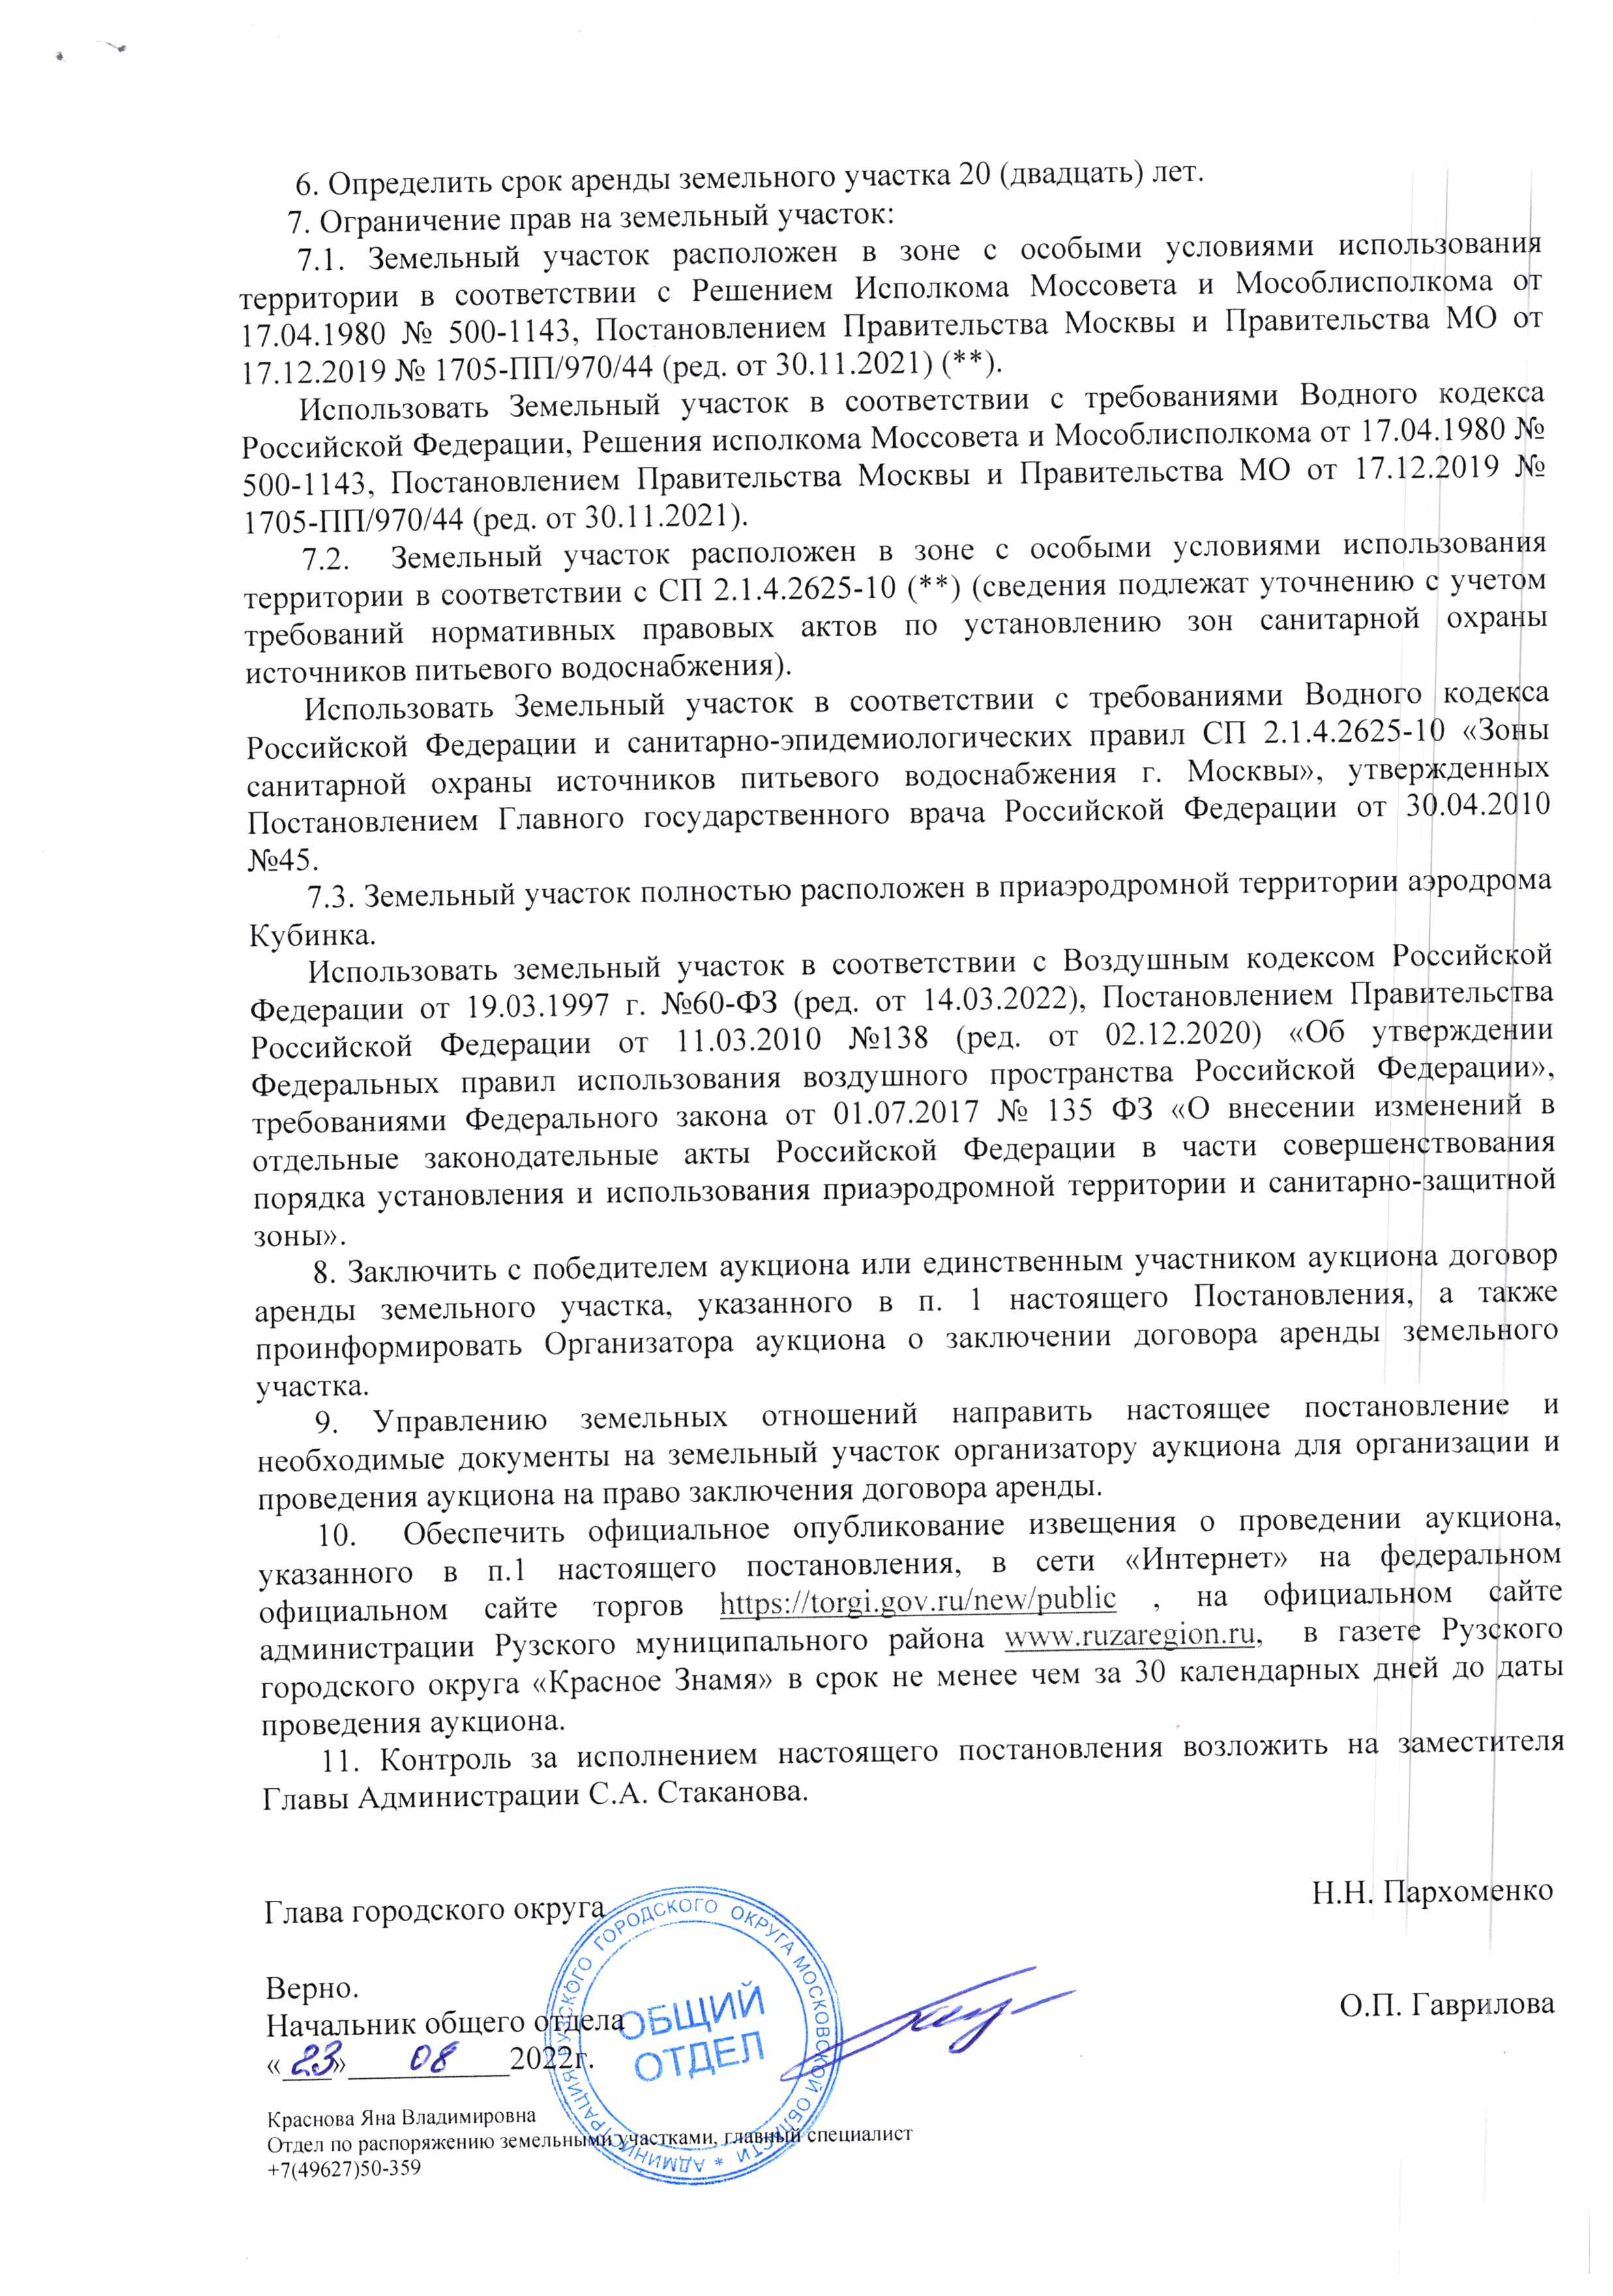 6. Определить срок аренды земельного участка 20 (двадцать) лет.
7. Ограничение прав на земельный участок:
7.1. Земельный участок расположен в зоне с особыми условиями использования
территории в соответствии с Решением Исполкома Моссовета и Мособлисполкома от
17.04.1980 № 500-1143, Постановлением Правительства Москвы и Правительства МО от
17.12.2019 № 1705-ПП/970/44 (ред. от 30.11.2021) (**).
Использовать Земельный участок в соответствии с требованиями Водного кодекса
Российской Федерации, Решения исполкома Моссовета и Мособлисполкома от 17.04.1980 №
500-1143, Постановлением Правительства Москвы и Правительства МО от 17.12.2019 №
1705-ПП/970/44 (ред. от 30.11.2021).
7.2. Земельный участок расположен в зоне с особыми условиями использования
территории в соответствии с СП 2.1.4.2625-10 (**) (сведения подлежат уточнению с учетом
требований нормативных правовых актов по установлению зон санитарной охраны
источников питьевого водоснабжения).
Использовать Земельный участок в соответствии с требованиями Водного кодекса
Российской Федерации и санитарно-эпидемиологических правил СП 2.1.4.2625-10 «Зоны
санитарной охраны источников питьевого водоснабжения г. Москвы», утвержденных
Постановлением Главного государственного врача Российской Федерации от 30.04.2010
№45.
7.3. Земельный участок полностью расположен в приаэродромной территории аэродрома
Кубинка.
Использовать земельный участок в соответствии с Воздушным кодексом Российской
Федерации от 19.03.1997 г. №60-ФЗ (ред. от 14.03.2022), Постановлением Правительства
Российской Федерации от 11.03.2010 №138 (ред. от 02.12.2020) «Об утверждении
Федеральных правил использования воздушного пространства Российской Федерации»,
требованиями Федерального закона от 01.07.2017 № 135 ФЗ «О внесении изменений в
отдельные законодательные акты Российской Федерации в части совершенствования
порядка установления и использования приаэродромной территории и санитарно-защитной
зоны».
8. Заключить с победителем аукциона или единственным участником аукциона договор
аренды земельного участка, указанного в п. 1 настоящего Постановления, а также
проинформировать Организатора аукциона о заключении договора аренды земельного
участка.
9. Управлению земельных отношений направить настоящее постановление и
необходимые документы на земельный участок организатору аукциона для организации и
проведения аукциона на право заключения договора аренды.
10. Обеспечить официальное опубликование извещения о проведении аукциона,
указанного в п.1 настоящего постановления, в сети «Интернет» на федеральном
официальном сайте торгов https://torgi.gov.ru/new/public , на официальном сайте
администрации Рузского муниципального района www.ruzaregion.ru, в газете Рузского
городского округа «Красное Знамя» в срок не менее чем за 30 календарных дней до даты
проведения аукциона.
11. Контроль за исполнением настоящего постановления возложить на заместителя
Главы Администрации С.А. Стаканова.
Глава городского округа Н.Н. Пархоменко
Верно.
Начальник общего отдела О.П. Гаврилова
«23» 08 2022г.
АДМИНИСТРАЦИЯ РУЗСКОГО ГОРОДСКОГО ОКРУГА МОСКОВСКОЙ ОБЛАСТИ *
ОБЩИЙ
ОТДЕЛ
Краснова Яна Владимировна
Отдел по распоряжению земельными участками, главный специалист
+7(49627)50-359